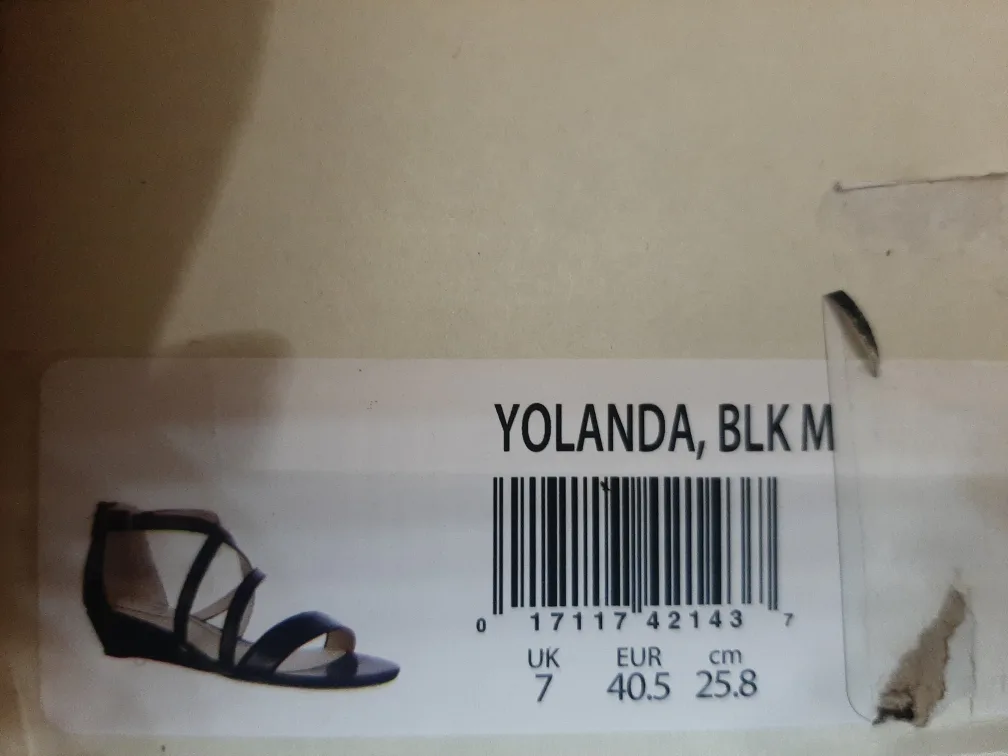 YOLANDA, BLK M
0 17117 42143 7
UK EUR cm
7 40.5 25.8